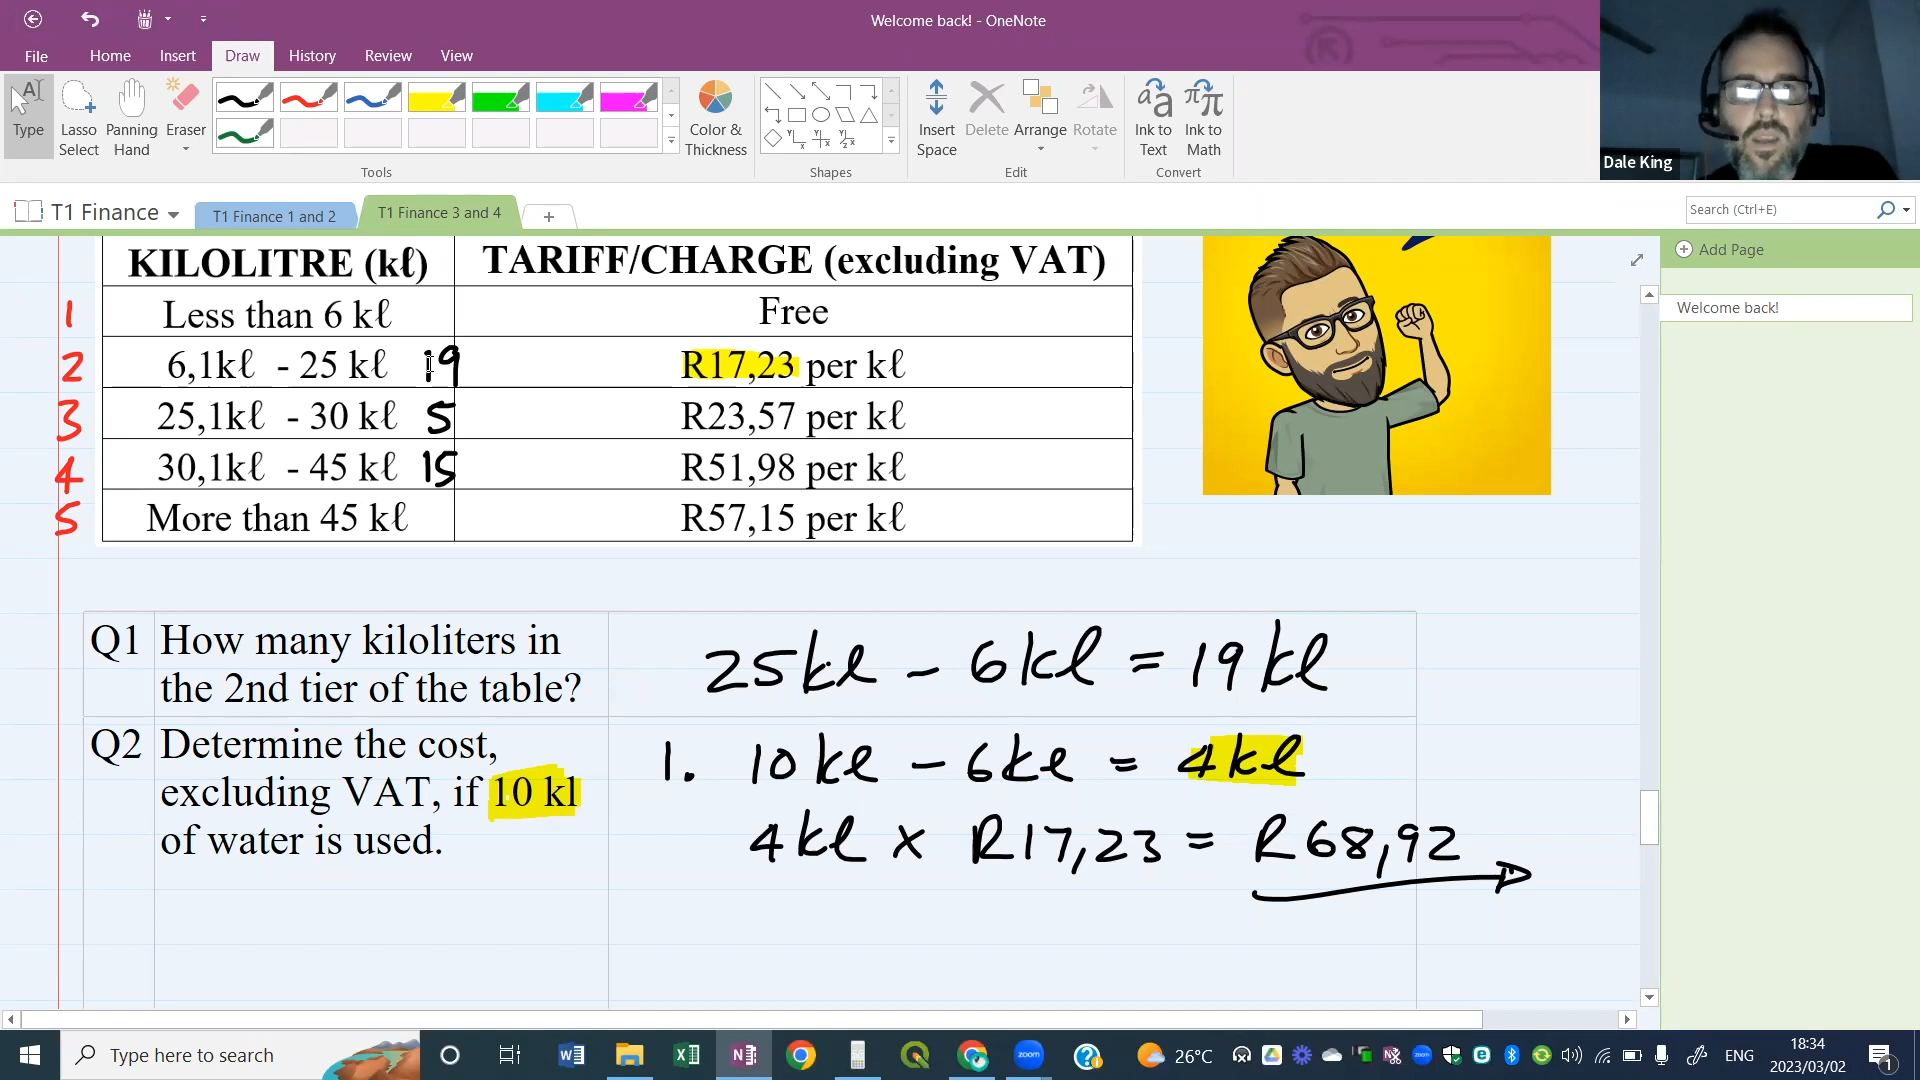 Welcome back! - OneNote
File Home Insert Draw History Review View
Type
Lasso Select
Panning Hand
Eraser
Color & Thickness
Insert Space
Delete
Arrange
Rotate
Ink to Text
Ink to Math
Tools
Shapes
Edit
Convert
Dale King
T1 Finance
T1 Finance 1 and 2
T1 Finance 3 and 4
Search (Ctrl+E)
Add Page
Welcome back!
KILOLITRE (kℓ) TARIFF/CHARGE (excluding VAT)
1 Less than 6 kℓ Free
2 6,1kℓ - 25 kℓ 19 R17,23 per kℓ
3 25,1kℓ - 30 kℓ 5 R23,57 per kℓ
4 30,1kℓ - 45 kℓ 15 R51,98 per kℓ
5 More than 45 kℓ R57,15 per kℓ
Q1 How many kiloliters in
the 2nd tier of the table?
25kl - 6kl = 19kl
Q2 Determine the cost,
excluding VAT, if 10 kl
of water is used.
1. 10kl - 6kl = 4kl
4kl x R17,23 = R68,92
Type here to search
26°C
ENG
18:34
2023/03/02
1